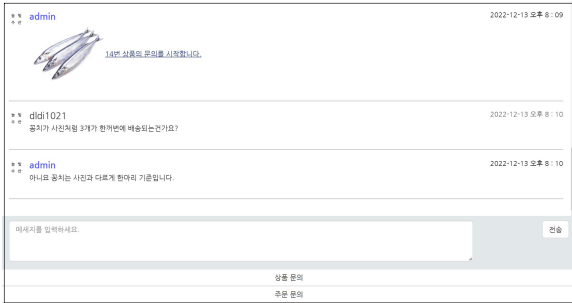 admin
2022-12-13 오후 8 : 09
14번 상품의 문의를 시작합니다.
dldi1021
2022-12-13 오후 8 : 10
꽁치가 사진처럼 3개가 한꺼번에 배송되는건가요?
admin
2022-12-13 오후 8 : 10
아니요 꽁치는 사진과 다르게 한마리 기준입니다.
메세지를 입력하세요.
전송
상품 문의
주문 문의